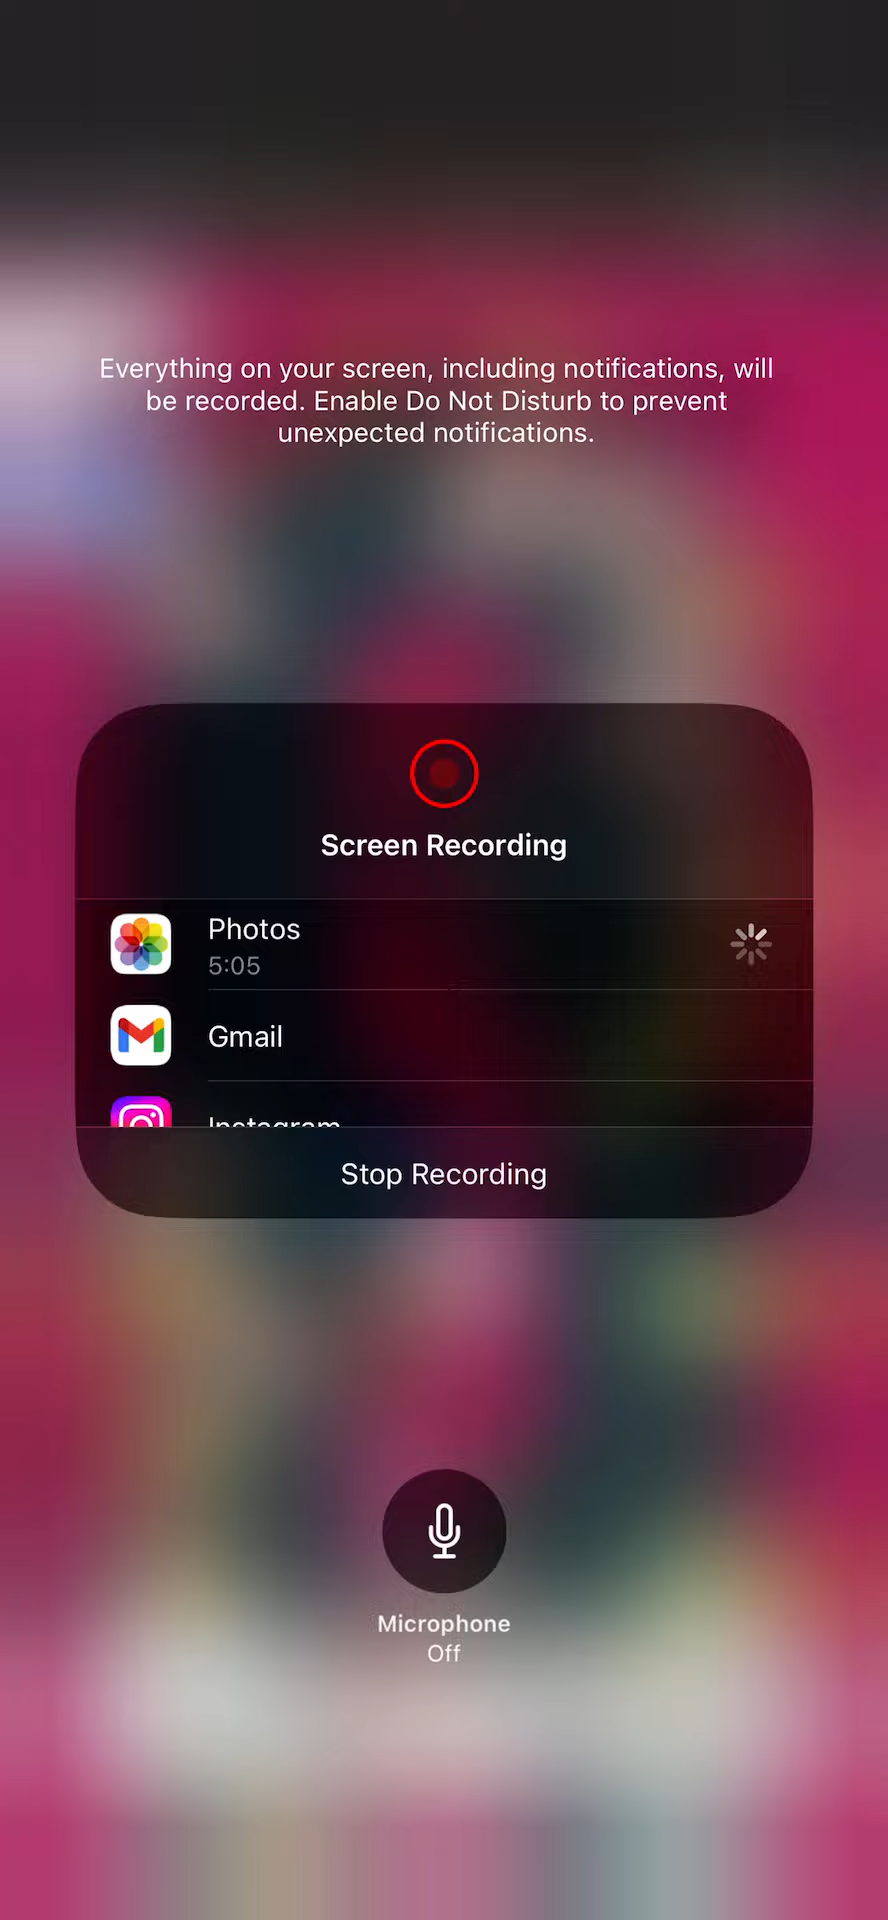 Everything on your screen, including notifications, will
be recorded. Enable Do Not Disturb to prevent
unexpected notifications.
Screen Recording
Photos
5:05
Gmail
Instagram
Stop Recording
Microphone
Off